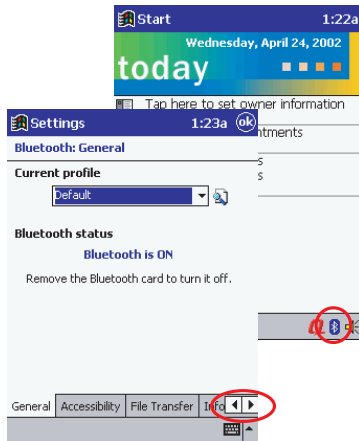 Start 1:22a
Wednesday, April 24, 2002
today
Tap here to set owner information
ntments
s
s
Settings 1:23a ok
Bluetooth: General
Current profile
Default
Bluetooth status
Bluetooth is ON
Remove the Bluetooth card to turn it off.
General Accessibility File Transfer Info